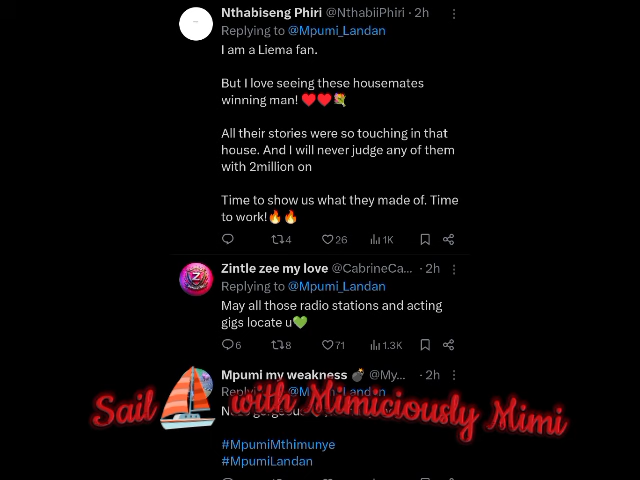 Nthabiseng Phiri @NthabiiPhiri · 2h
Replying to @Mpumi_Landan
I am a Liema fan.
But I love seeing these housemates
winning man! ❤️❤️💐
All their stories were so touching in that
house. And I will never judge any of them
with 2million on
Time to show us what they made of. Time
to work!🔥🔥
4 26 1K
Zintle zee my love @CabrineCa... · 2h
Replying to @Mpumi_Landan
May all those radio stations and acting
gigs locate u💚
6 8 71 1.3K
Mpumi my weakness 💣 @My... · 2h
@Mpumi_Landan
Sail ⛵ with Mimiciously Mimi
#MpumiMthimunye
#MpumiLandan